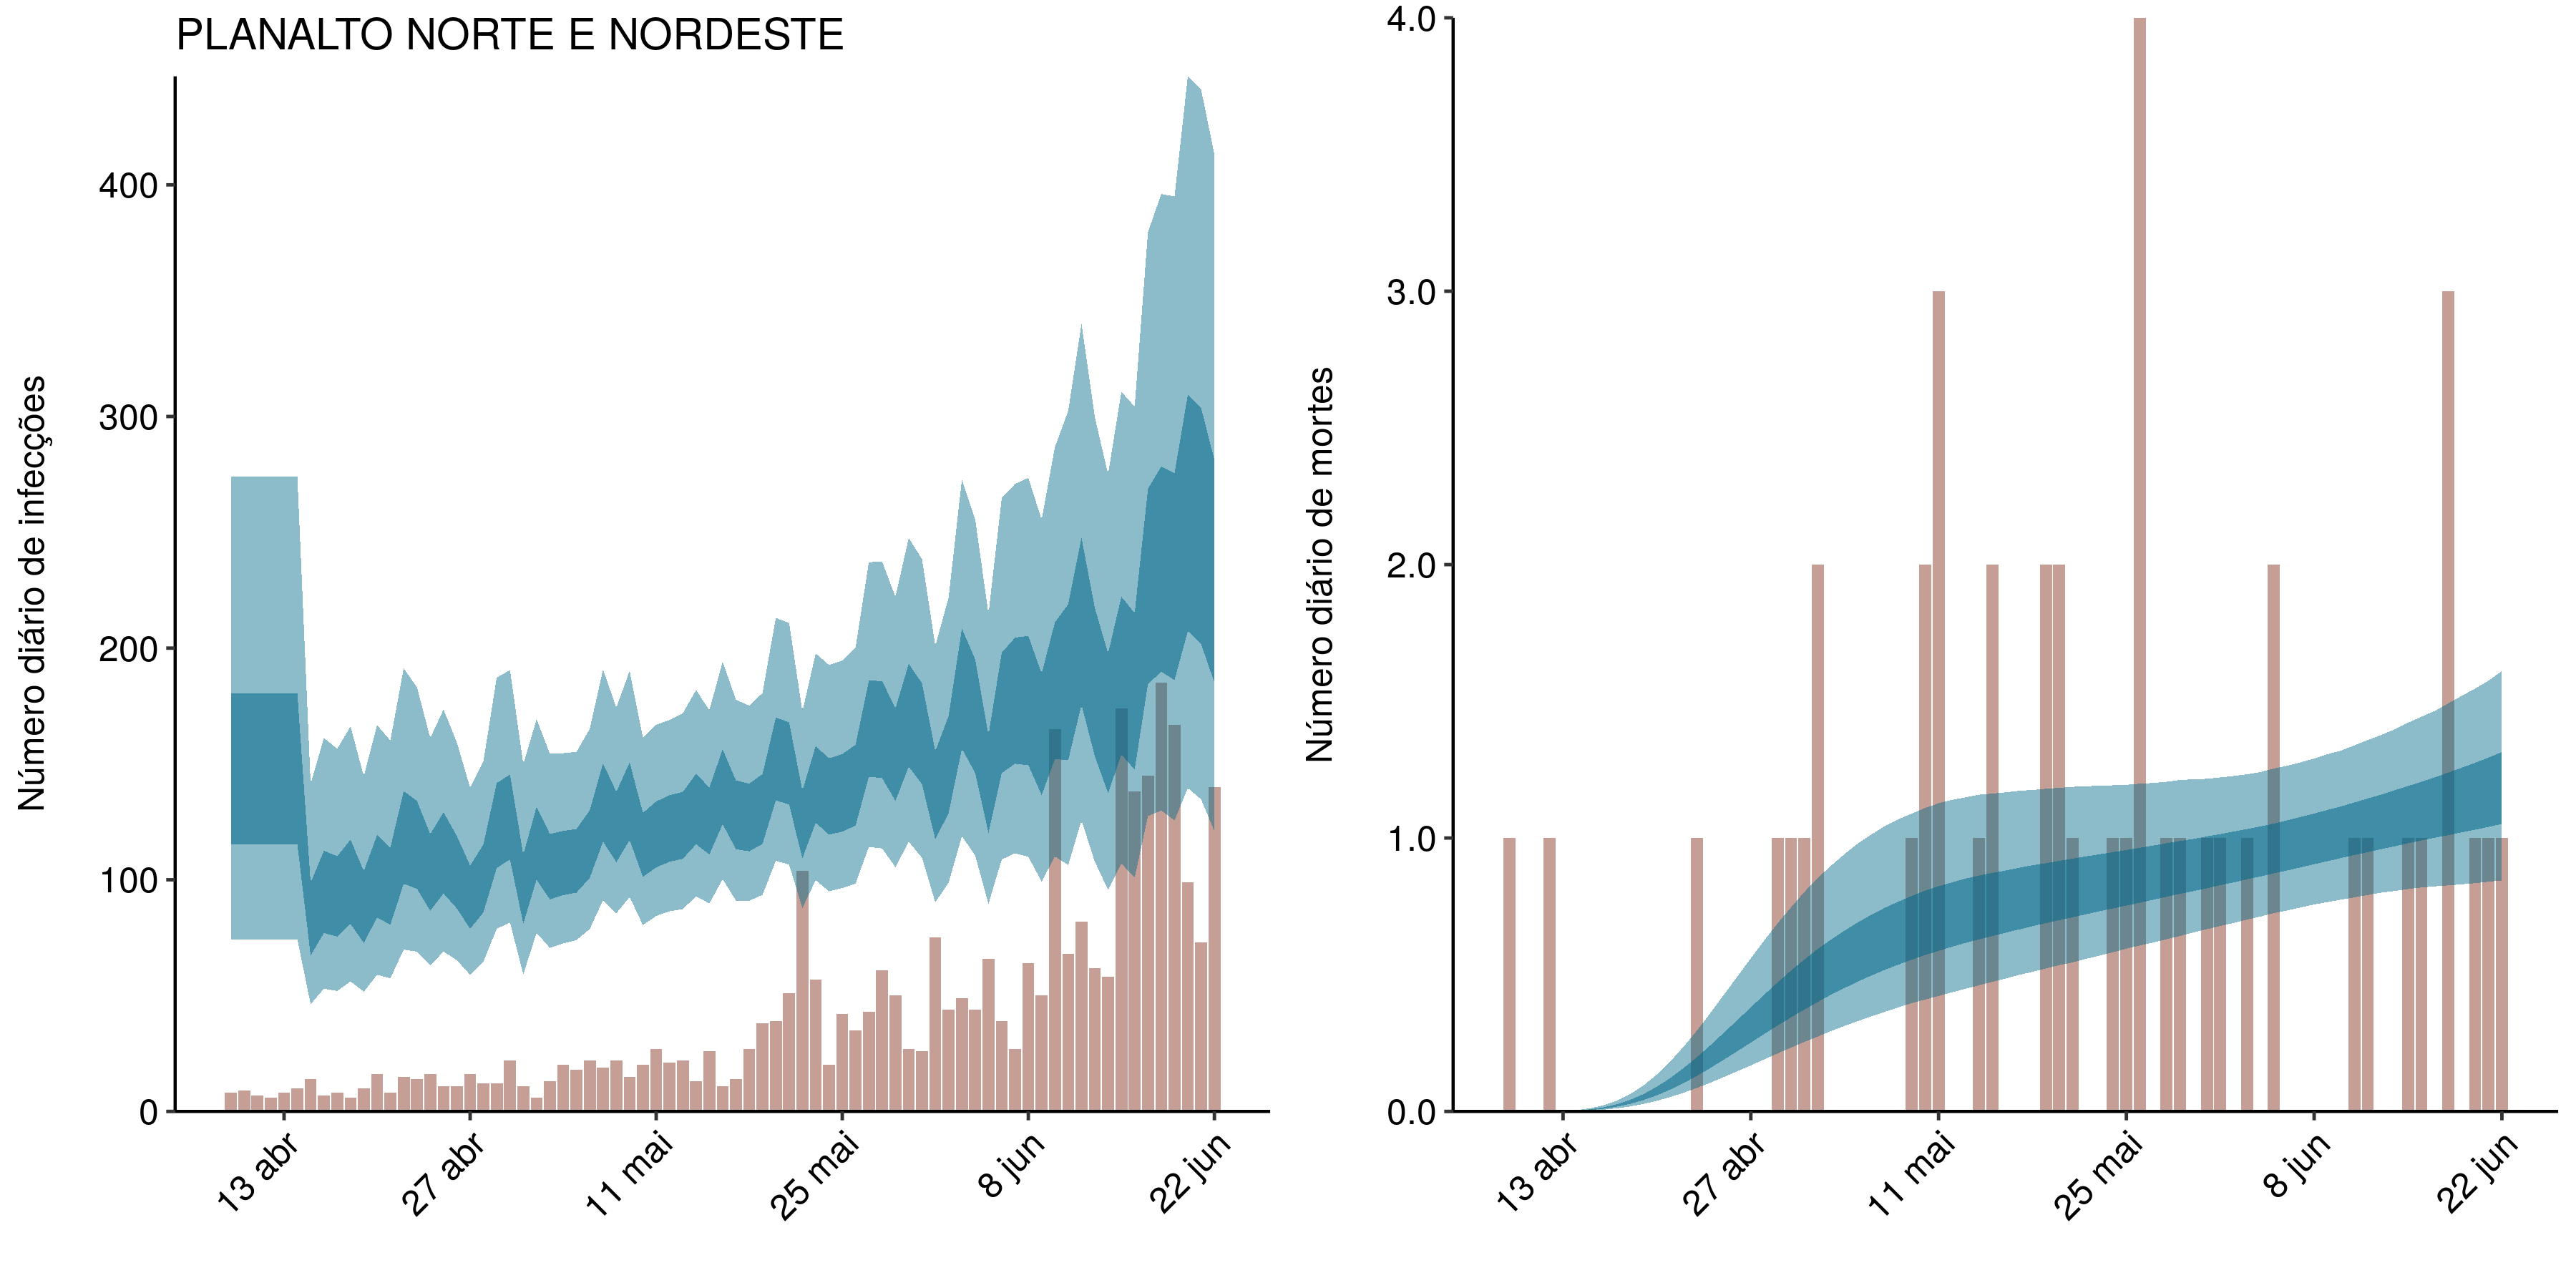 PLANALTO NORTE E NORDESTE
Número diário de infecções
400
300
200
100
0
13 abr
27 abr
11 mai
25 mai
8 jun
22 jun
Número diário de mortes
4.0
3.0
2.0
1.0
0.0
13 abr
27 abr
11 mai
25 mai
8 jun
22 jun